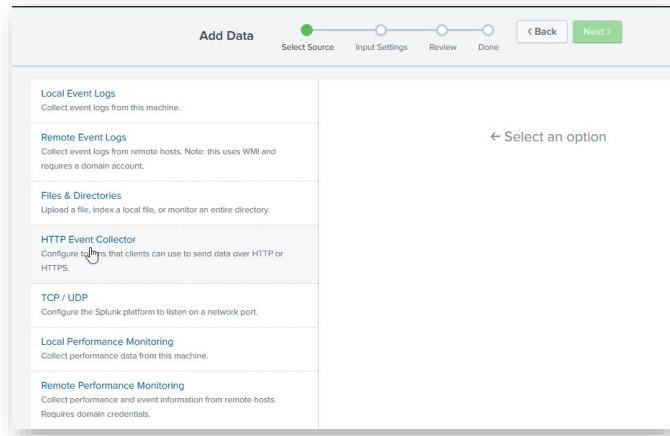 Add Data
Select Source
Input Settings
Review
Done
< Back
Next >
Local Event Logs
Collect event logs from this machine.
Remote Event Logs
Collect event logs from remote hosts. Note: this uses WMI and
requires a domain account.
Files & Directories
Upload a file, index a local file, or monitor an entire directory.
HTTP Event Collector
Configure tokens that clients can use to send data over HTTP or
HTTPS.
TCP / UDP
Configure the Splunk platform to listen on a network port.
Local Performance Monitoring
Collect performance data from this machine.
Remote Performance Monitoring
Collect performance and event information from remote hosts.
Requires domain credentials.
← Select an option